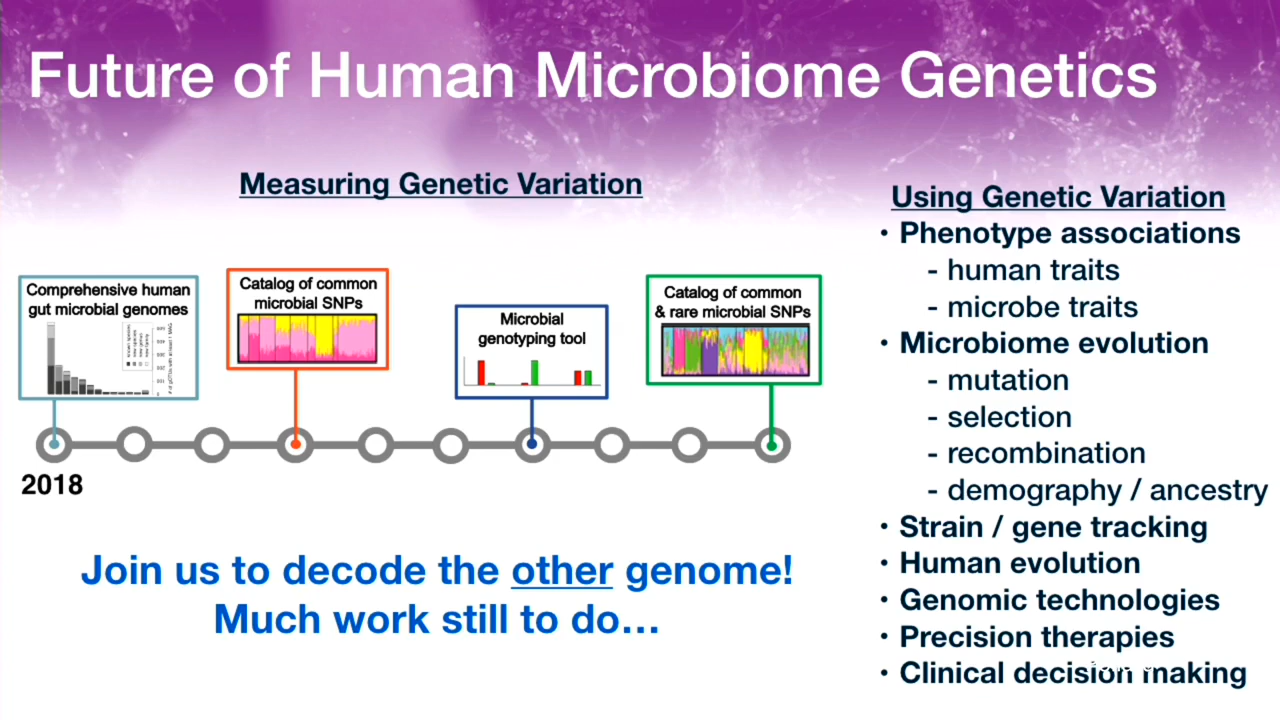 Future of Human Microbiome Genetics
Measuring Genetic Variation
Comprehensive human
gut microbial genomes
Catalog of common
microbial SNPs
Microbial
genotyping tool
Catalog of common
& rare microbial SNPs
2018
Join us to decode the other genome!
Much work still to do…
Using Genetic Variation
• Phenotype associations
- human traits
- microbe traits
• Microbiome evolution
- mutation
- selection
- recombination
- demography / ancestry
• Strain / gene tracking
• Human evolution
• Genomic technologies
• Precision therapies
• Clinical decision making